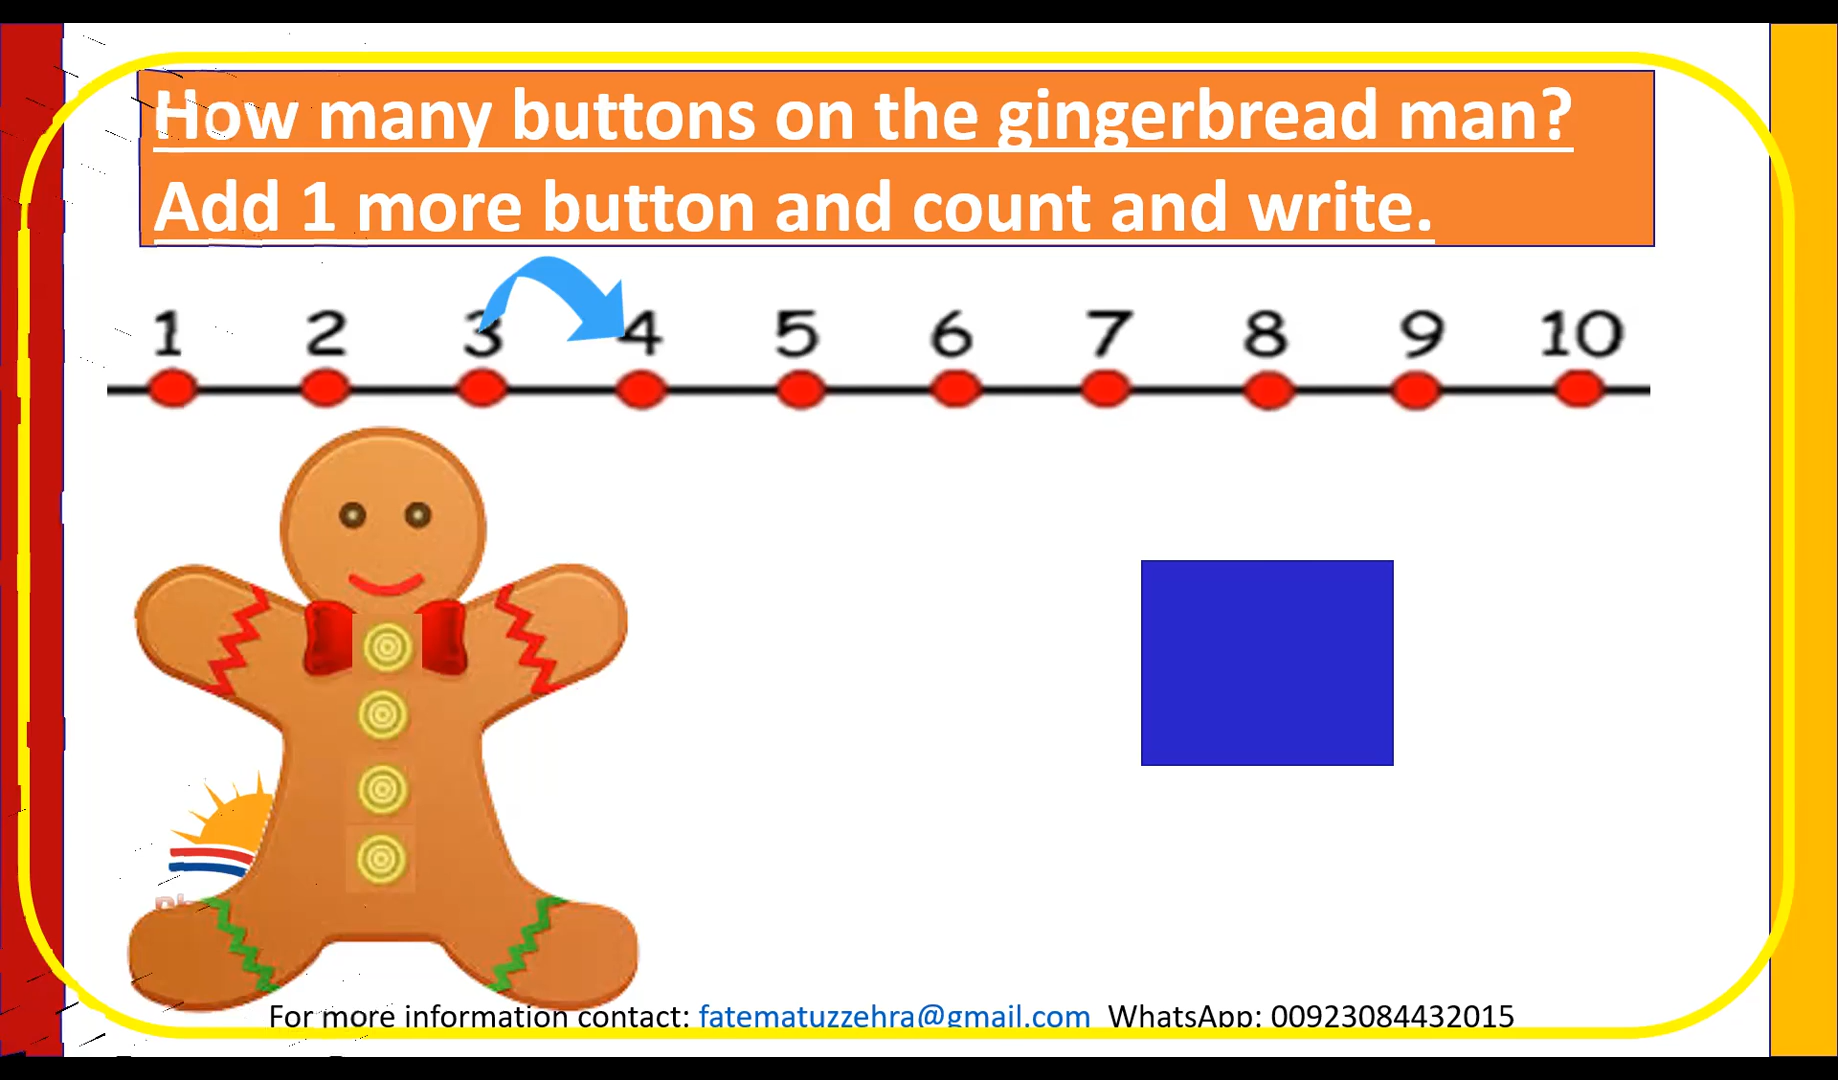 How many buttons on the gingerbread man?
Add 1 more button and count and write.
1 2 3 4 5 6 7 8 9 10
For more information contact: fatematuzzehra@gmail.com WhatsApp: 00923084432015